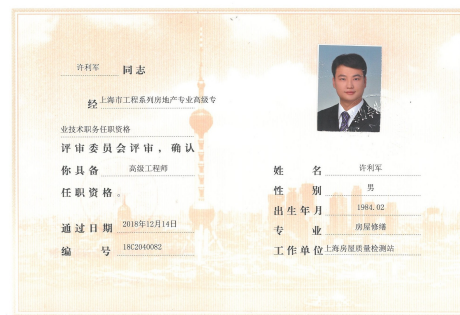 许利军 同志
经 上海市工程系列房地产专业高级专
业技术职务任职资格
评审委员会评审，确认
你具备 高级工程师
任职资格。
通过日期 2018年12月14日
编 号 18C2040082
姓 名 许利军
性 别 男
出生年月 1984.02
专 业 房屋修缮
工作单位 上海房屋质量检测站